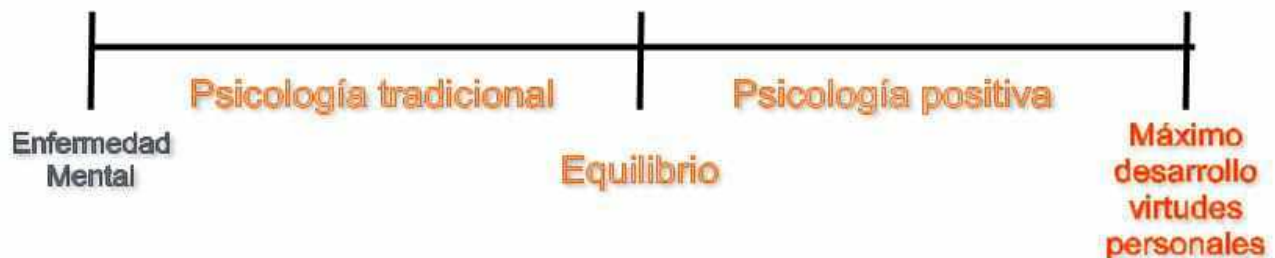 Psicología tradicional
Psicología positiva
Enfermedad
Mental
Equilibrio
Máximo
desarrollo
virtudes
personales